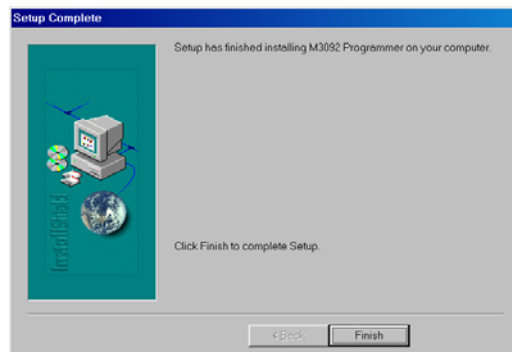 Setup Complete
Setup has finished installing M3092 Programmer on your computer.
InstallShield
Click Finish to complete Setup.
< Back
Finish